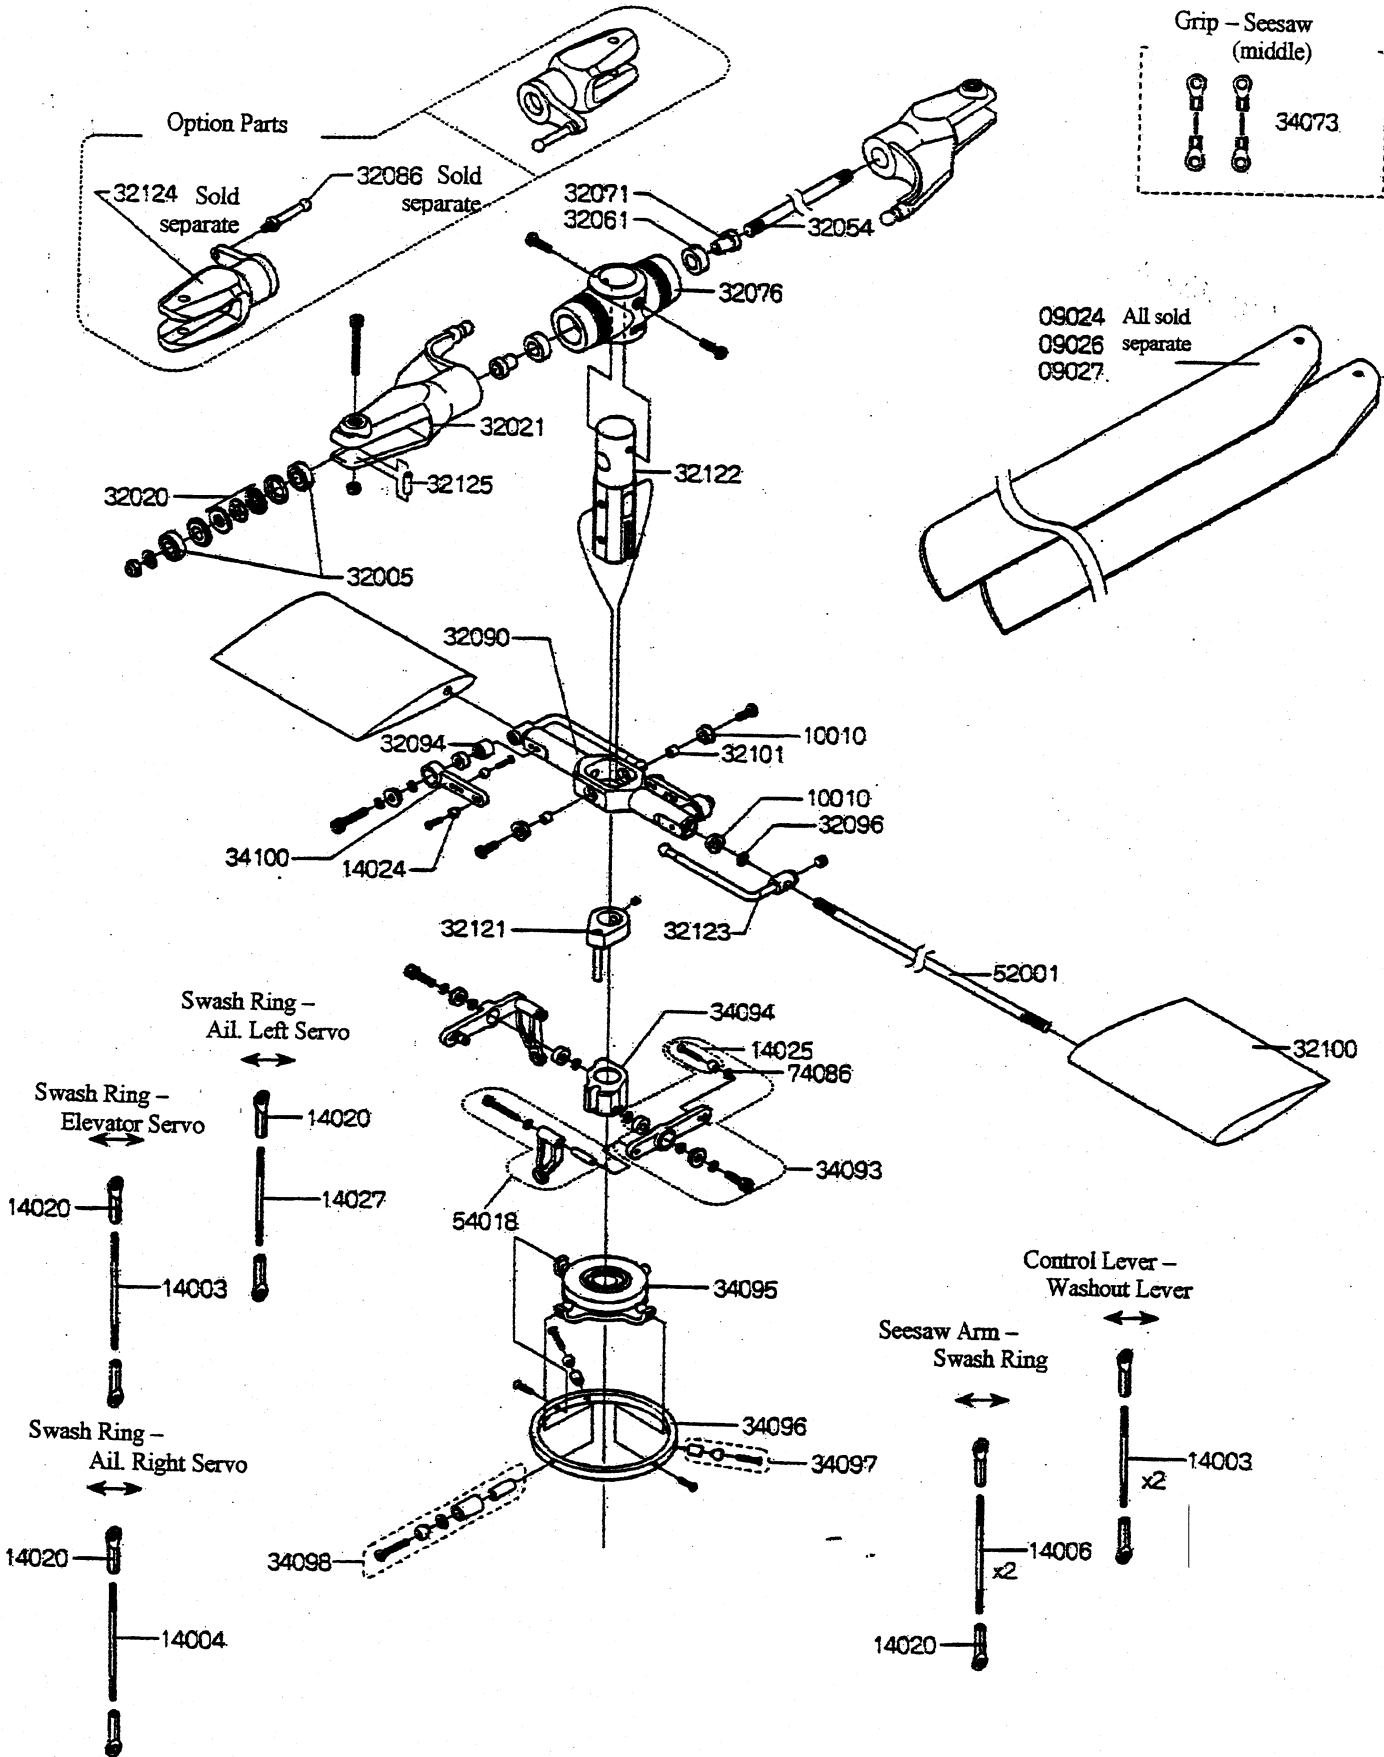 Grip – Seesaw
(middle)
34073
Option Parts
32124 Sold
separate
32086 Sold
separate
32071
32061
32054
32076
09024 All sold
09026 separate
09027
32021
32125
32122
32020
32005
32090
32094
10010
32101
10010
32096
34100
14024
32121
32123
52001
32100
Swash Ring –
Ail. Left Servo
34094
14025
74086
Swash Ring –
Elevator Servo
14020
14020
14027
34093
54018
14003
34095
Control Lever –
Washout Lever
Seesaw Arm –
Swash Ring
Swash Ring –
Ail. Right Servo
34096
34097
14003
x2
14020
34098
14006
x2
14004
14020